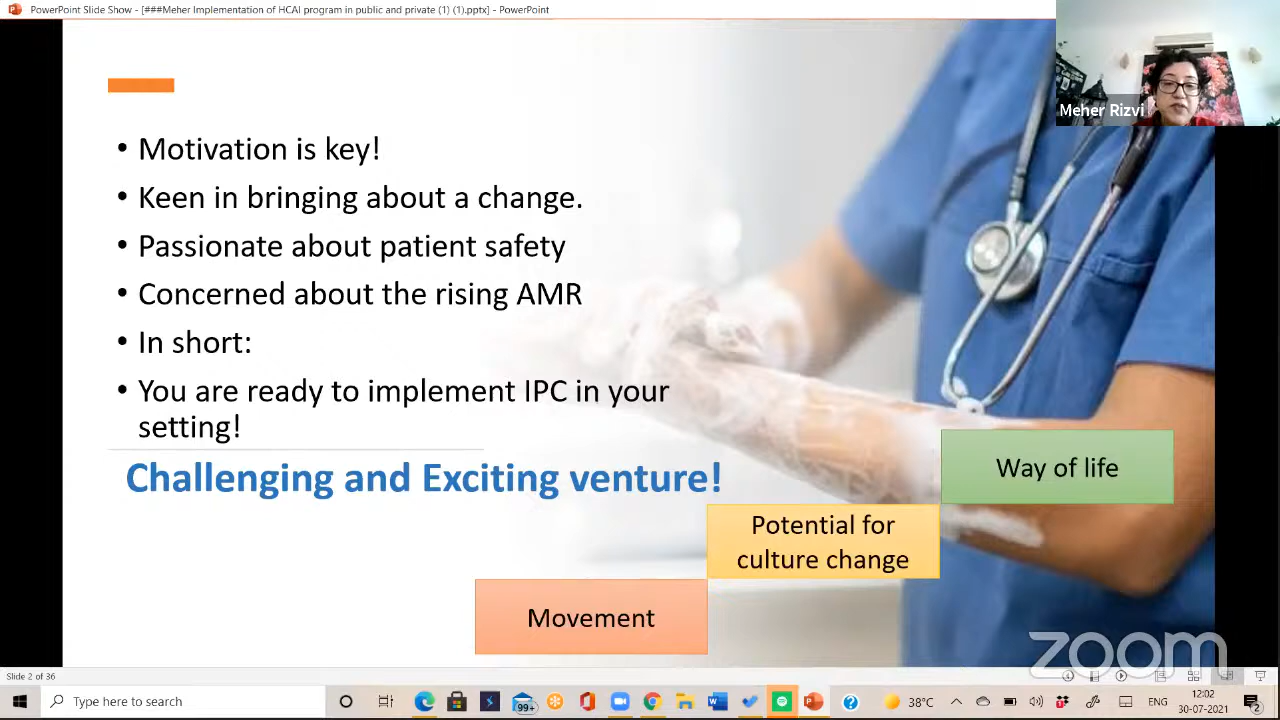 PowerPoint Slide Show - [###Meher Implementation of HCAI program in public and private (1) (1).pptx] - PowerPoint
Meher Rizvi
• Motivation is key!
• Keen in bringing about a change.
• Passionate about patient safety
• Concerned about the rising AMR
• In short:
• You are ready to implement IPC in your
setting!
Challenging and Exciting venture!
Way of life
Potential for
culture change
Movement
zoom
Slide 2 of 36
Type here to search
99+
38°C
ENG
12:02
30-07-2021
2